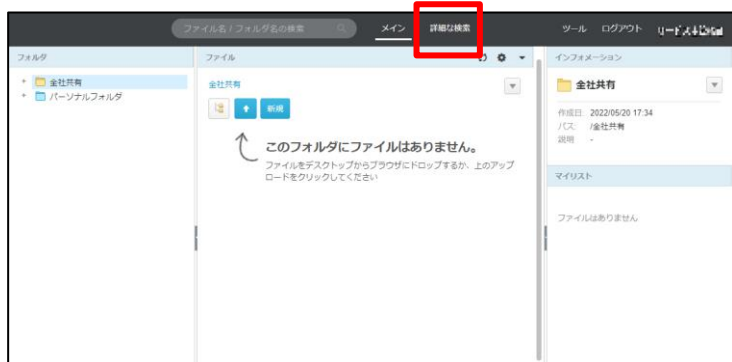 ファイル名 / フォルダ名の検索
メイン
詳細な検索
ツール
ログアウト
フォルダ
金社共有
パーソナルフォルダ
ファイル
金社共有
新規
このフォルダにファイルはありません。
ファイルをデスクトップからブラウザにドロップするか、上のアップ
ロードをクリックしてください
インフォメーション
金社共有
作成日: 2022/05/20 17:34
パス: /金社共有
説明 -
マイリスト
ファイルはありません